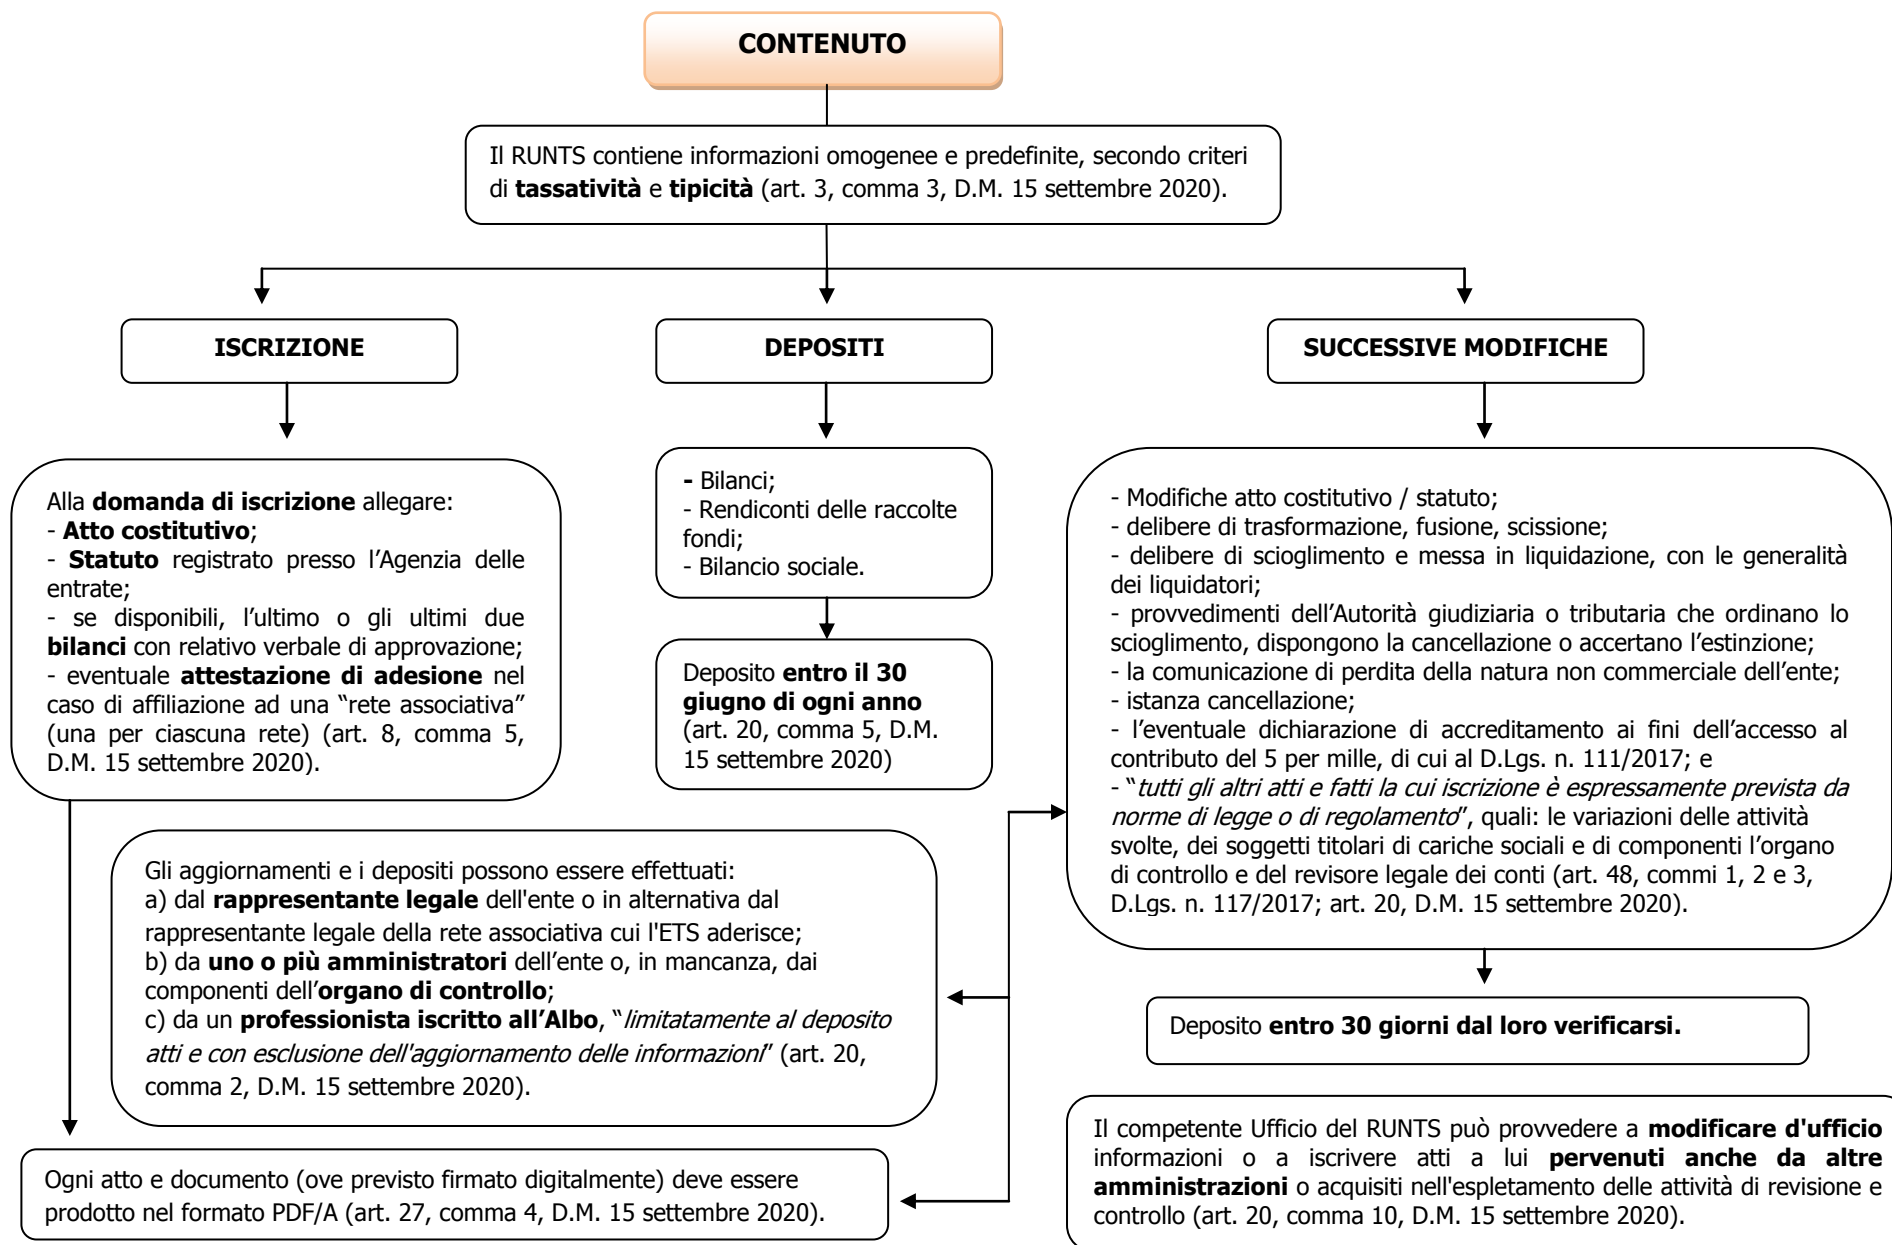 CONTENUTO
Il RUNTS contiene informazioni omogenee e predefinite, secondo criteri
di tassatività e tipicità (art. 3, comma 3, D.M. 15 settembre 2020).
ISCRIZIONE
DEPOSITI
SUCCESSIVE MODIFICHE
Alla domanda di iscrizione allegare:
- Atto costitutivo;
- Statuto registrato presso l’Agenzia delle
entrate;
- se disponibili, l’ultimo o gli ultimi due
bilanci con relativo verbale di approvazione;
- eventuale attestazione di adesione nel
caso di affiliazione ad una “rete associativa”
(una per ciascuna rete) (art. 8, comma 5,
D.M. 15 settembre 2020).
- Bilanci;
- Rendiconti delle raccolte
fondi;
- Bilancio sociale.
Deposito entro il 30
giugno di ogni anno
(art. 20, comma 5, D.M.
15 settembre 2020)
- Modifiche atto costitutivo / statuto;
- delibere di trasformazione, fusione, scissione;
- delibere di scioglimento e messa in liquidazione, con le generalità
dei liquidatori;
- provvedimenti dell’Autorità giudiziaria o tributaria che ordinano lo
scioglimento, dispongono la cancellazione o accertano l’estinzione;
- la comunicazione di perdita della natura non commerciale dell’ente;
- istanza cancellazione;
- l’eventuale dichiarazione di accreditamento ai fini dell’accesso al
contributo del 5 per mille, di cui al D.Lgs. n. 111/2017; e
- “tutti gli altri atti e fatti la cui iscrizione è espressamente prevista da
norme di legge o di regolamento”, quali: le variazioni delle attività
svolte, dei soggetti titolari di cariche sociali e di componenti l’organo
di controllo e del revisore legale dei conti (art. 48, commi 1, 2 e 3,
D.Lgs. n. 117/2017; art. 20, D.M. 15 settembre 2020).
Gli aggiornamenti e i depositi possono essere effettuati:
a) dal rappresentante legale dell'ente o in alternativa dal
rappresentante legale della rete associativa cui l'ETS aderisce;
b) da uno o più amministratori dell’ente o, in mancanza, dai
componenti dell’organo di controllo;
c) da un professionista iscritto all’Albo, “limitatamente al deposito
atti e con esclusione dell'aggiornamento delle informazioni” (art. 20,
comma 2, D.M. 15 settembre 2020).
Deposito entro 30 giorni dal loro verificarsi.
Ogni atto e documento (ove previsto firmato digitalmente) deve essere
prodotto nel formato PDF/A (art. 27, comma 4, D.M. 15 settembre 2020).
Il competente Ufficio del RUNTS può provvedere a modificare d'ufficio
informazioni o a iscrivere atti a lui pervenuti anche da altre
amministrazioni o acquisiti nell'espletamento delle attività di revisione e
controllo (art. 20, comma 10, D.M. 15 settembre 2020).